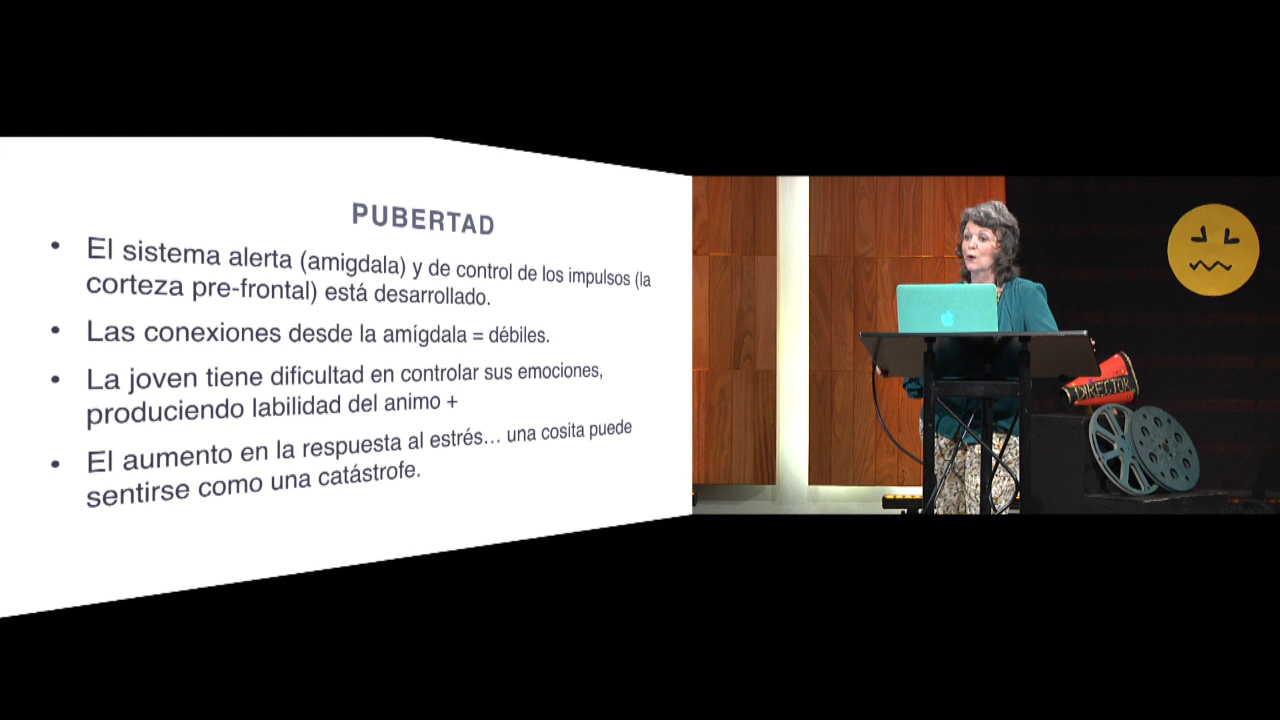 PUBERTAD
• El sistema alerta (amigdala) y de control de los impulsos (la
corteza pre-frontal) está desarrollado.
• Las conexiones desde la amígdala = débiles.
• La joven tiene dificultad en controlar sus emociones,
produciendo labilidad del animo +
• El aumento en la respuesta al estrés... una cosita puede
sentirse como una catástrofe.
DIRECTOR